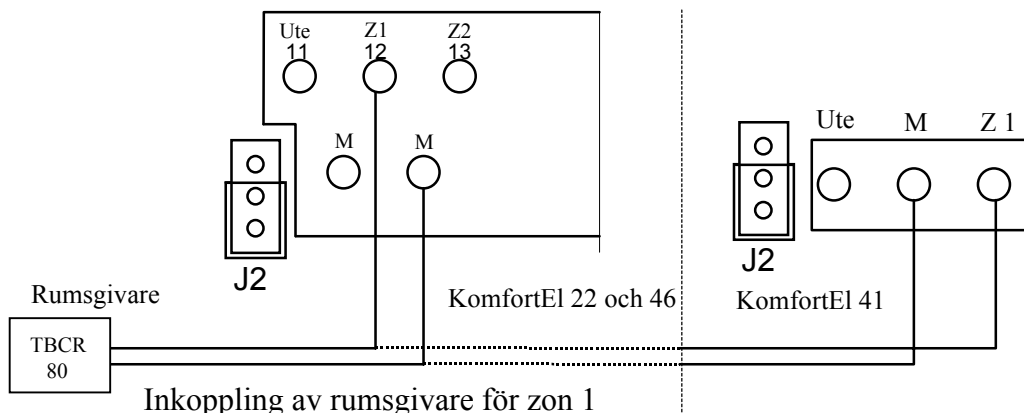 Ute Z1 Z2
11 12 13
M M
J2
Ute M Z 1
J2
Rumsgivare
KomfortEl 22 och 46
KomfortEl 41
TBCR
80
Inkoppling av rumsgivare för zon 1